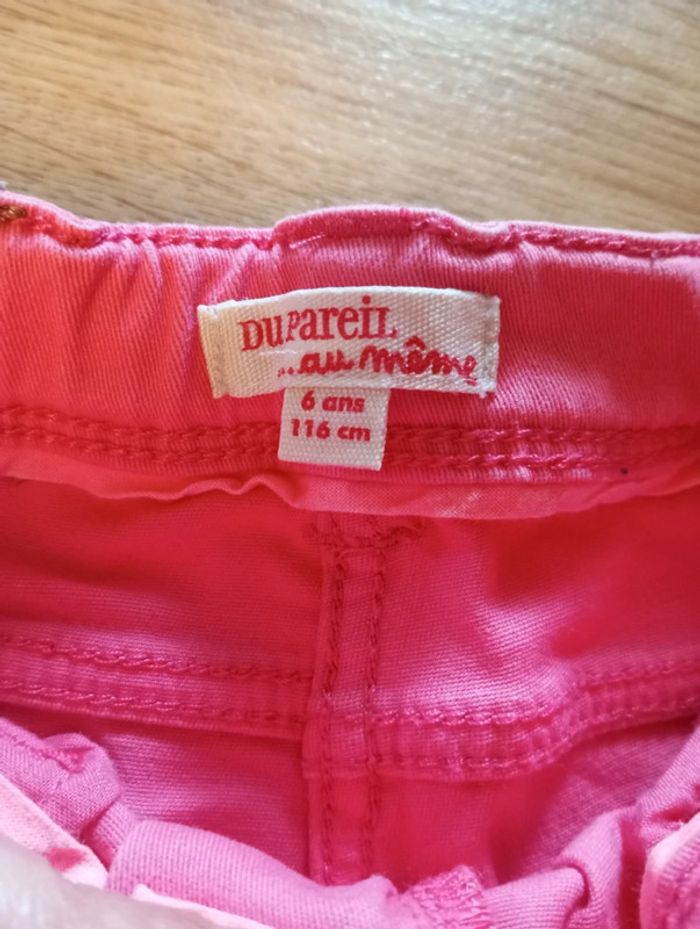 DUPareiL
...au même
6 ans
116 cm